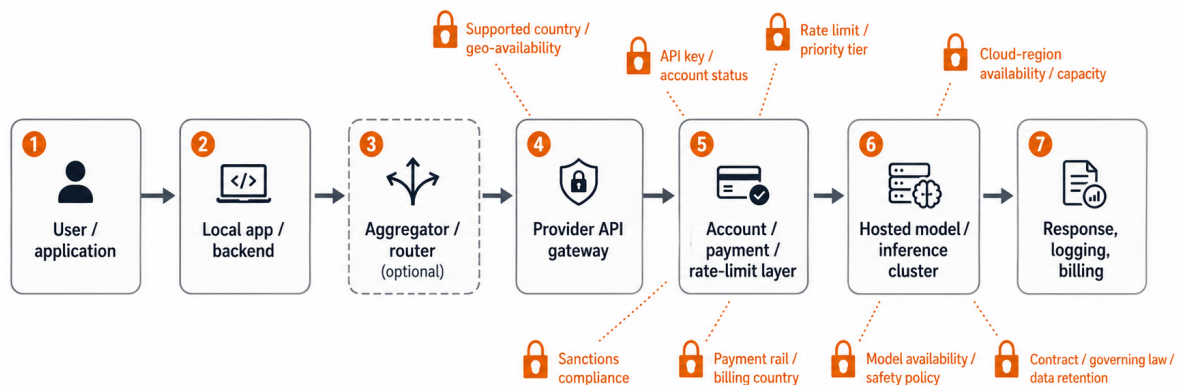 Supported country /
geo-availability
API key /
account status
Rate limit /
priority tier
Cloud-region
availability / capacity
1
User /
application
2
</>
Local app /
backend
3
Aggregator /
router
(optional)
4
Provider API
gateway
5
Account /
payment /
rate-limit layer
6
Hosted model /
inference
cluster
7
Response,
logging,
billing
Sanctions
compliance
Payment rail /
billing country
Model availability /
safety policy
Contract / governing law /
data retention